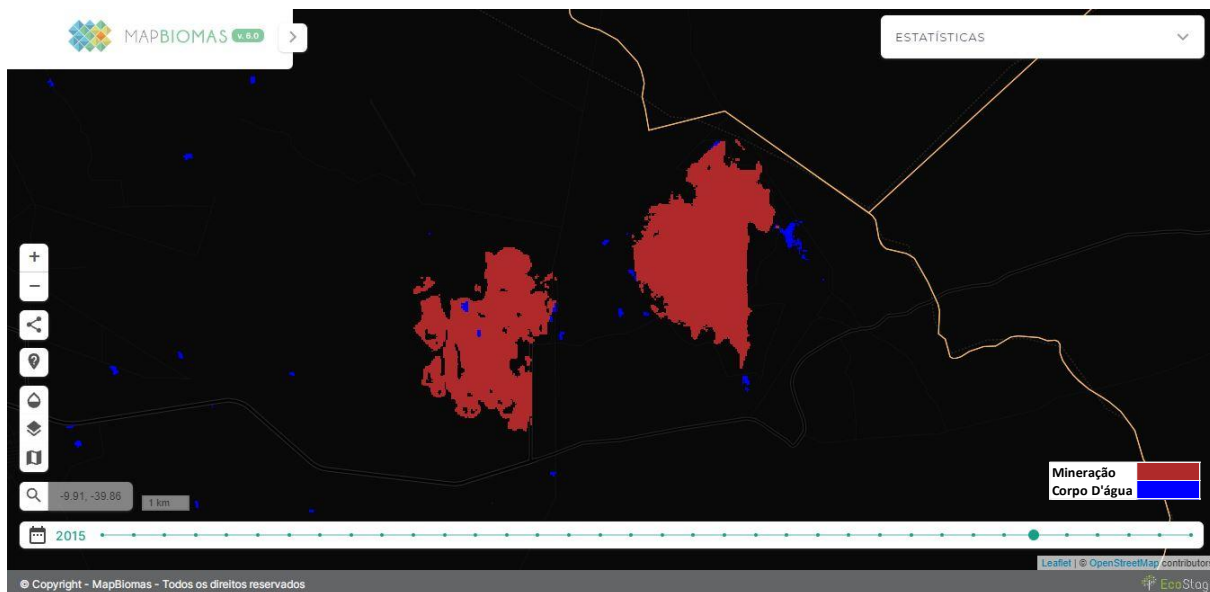 MAPBIOMAS v. 6.0 >
ESTATÍSTICAS
+
−
Mineração
Corpo D'água
-9.91, -39.86
1 km
2015
Leaflet | © OpenStreetMap contributors
© Copyright - MapBiomas - Todos os direitos reservados
EcoStag